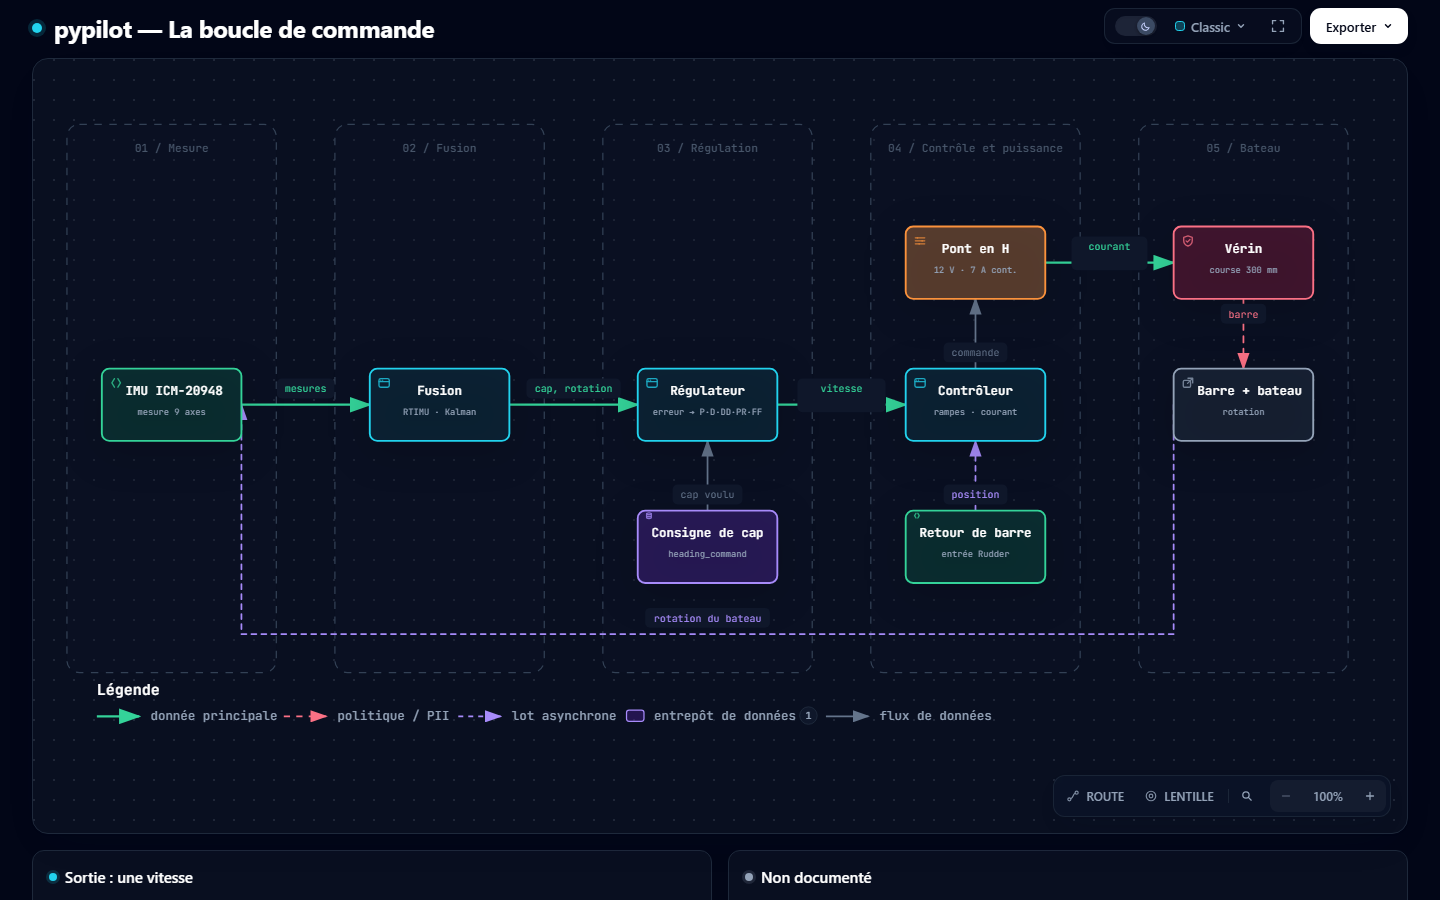 pypilot — La boucle de commande
Classic
Exporter
01 / Mesure
02 / Fusion
03 / Régulation
04 / Contrôle et puissance
05 / Bateau
Pont en H
12 V · 7 A cont.
courant
Vérin
course 300 mm
barre
commande
IMU ICM-20948
mesure 9 axes
mesures
Fusion
RTIMU · Kalman
cap, rotation
Régulateur
erreur → P·D·DD·PR·FF
vitesse
Contrôleur
rampes · courant
Barre + bateau
rotation
cap voulu
position
Consigne de cap
heading_command
Retour de barre
entrée Rudder
rotation du bateau
Légende
donnée principale
politique / PII
lot asynchrone
entrepôt de données 1
flux de données
ROUTE
LENTILLE
− 100% +
Sortie : une vitesse
Non documenté